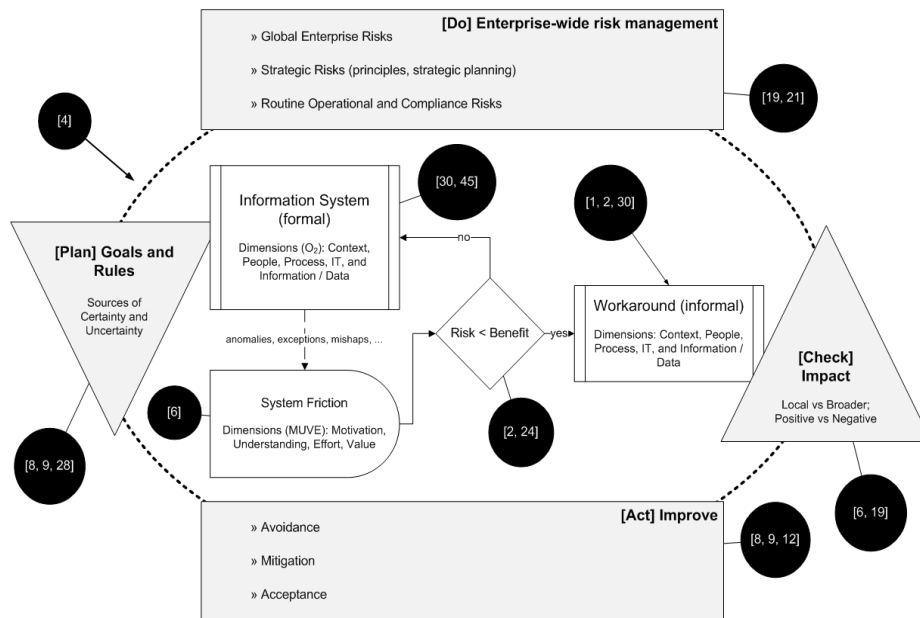 [Do] Enterprise-wide risk management
» Global Enterprise Risks
» Strategic Risks (principles, strategic planning)
» Routine Operational and Compliance Risks
[19, 21]
[4]
[30, 45]
[1, 2, 30]
Information System
(formal)
Dimensions (O₂): Context,
People, Process, IT, and
Information / Data
[Plan] Goals and
Rules
Sources of
Certainty and
Uncertainty
no
Risk < Benefit
yes
Workaround (informal)
Dimensions: Context, People,
Process, IT, and Information /
Data
anomalies, exceptions, mishaps, ...
[Check]
Impact
Local vs Broader;
Positive vs Negative
System Friction
Dimensions (MUVE): Motivation,
Understanding, Effort, Value
[6]
[2, 24]
[8, 9, 28]
[6, 19]
[Act] Improve
» Avoidance
» Mitigation
» Acceptance
[8, 9, 12]